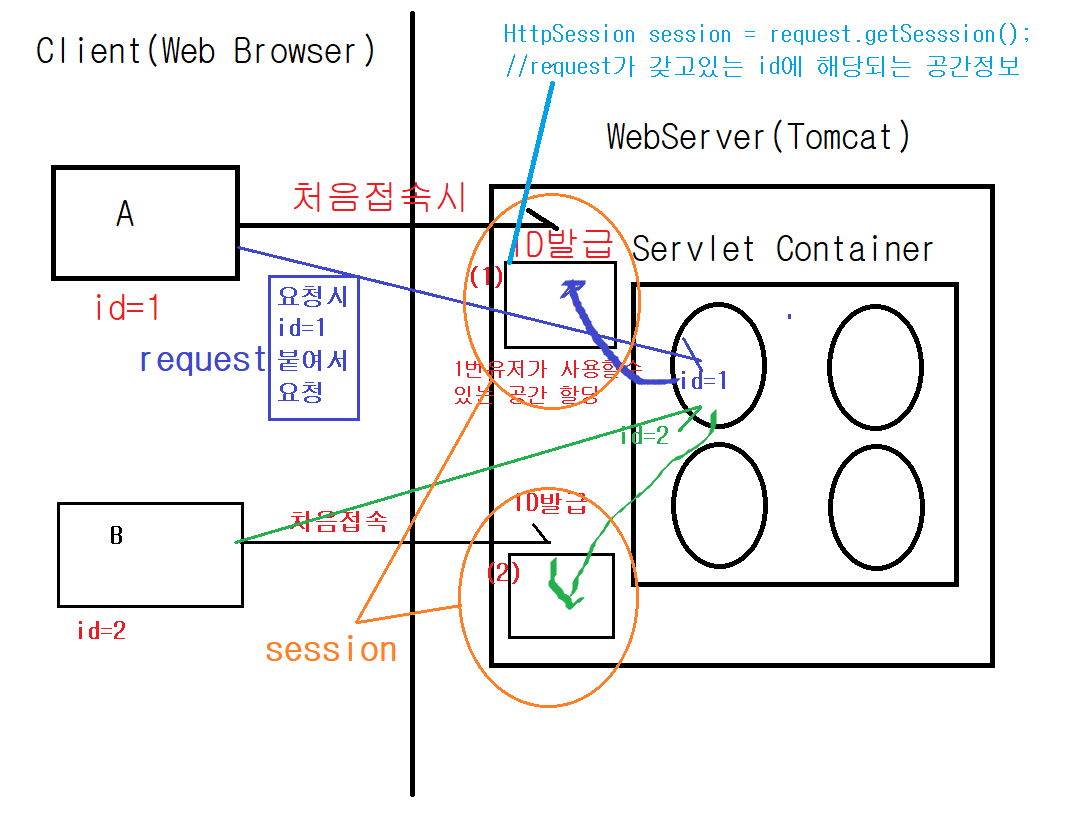 Client(Web Browser)
HttpSession session = request.getSesssion();
//request가 갖고있는 id에 해당되는 공간정보
WebServer(Tomcat)
A
처음접속시
ID발급
Servlet Container
(1)
id=1
요청시
id=1
붙여서
요청
request
1번유저가 사용할수
있는 공간 할당
id=1
id=2
B
처음접속
ID발급
(2)
id=2
session